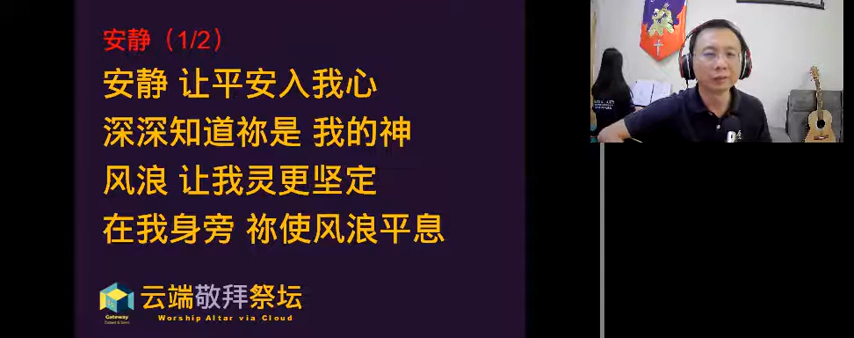 安静（1/2）
安静 让平安入我心
深深知道祢是 我的神
风浪 让我灵更坚定
在我身旁 祢使风浪平息
云端敬拜祭坛
Worship Altar via Cloud
Gateway